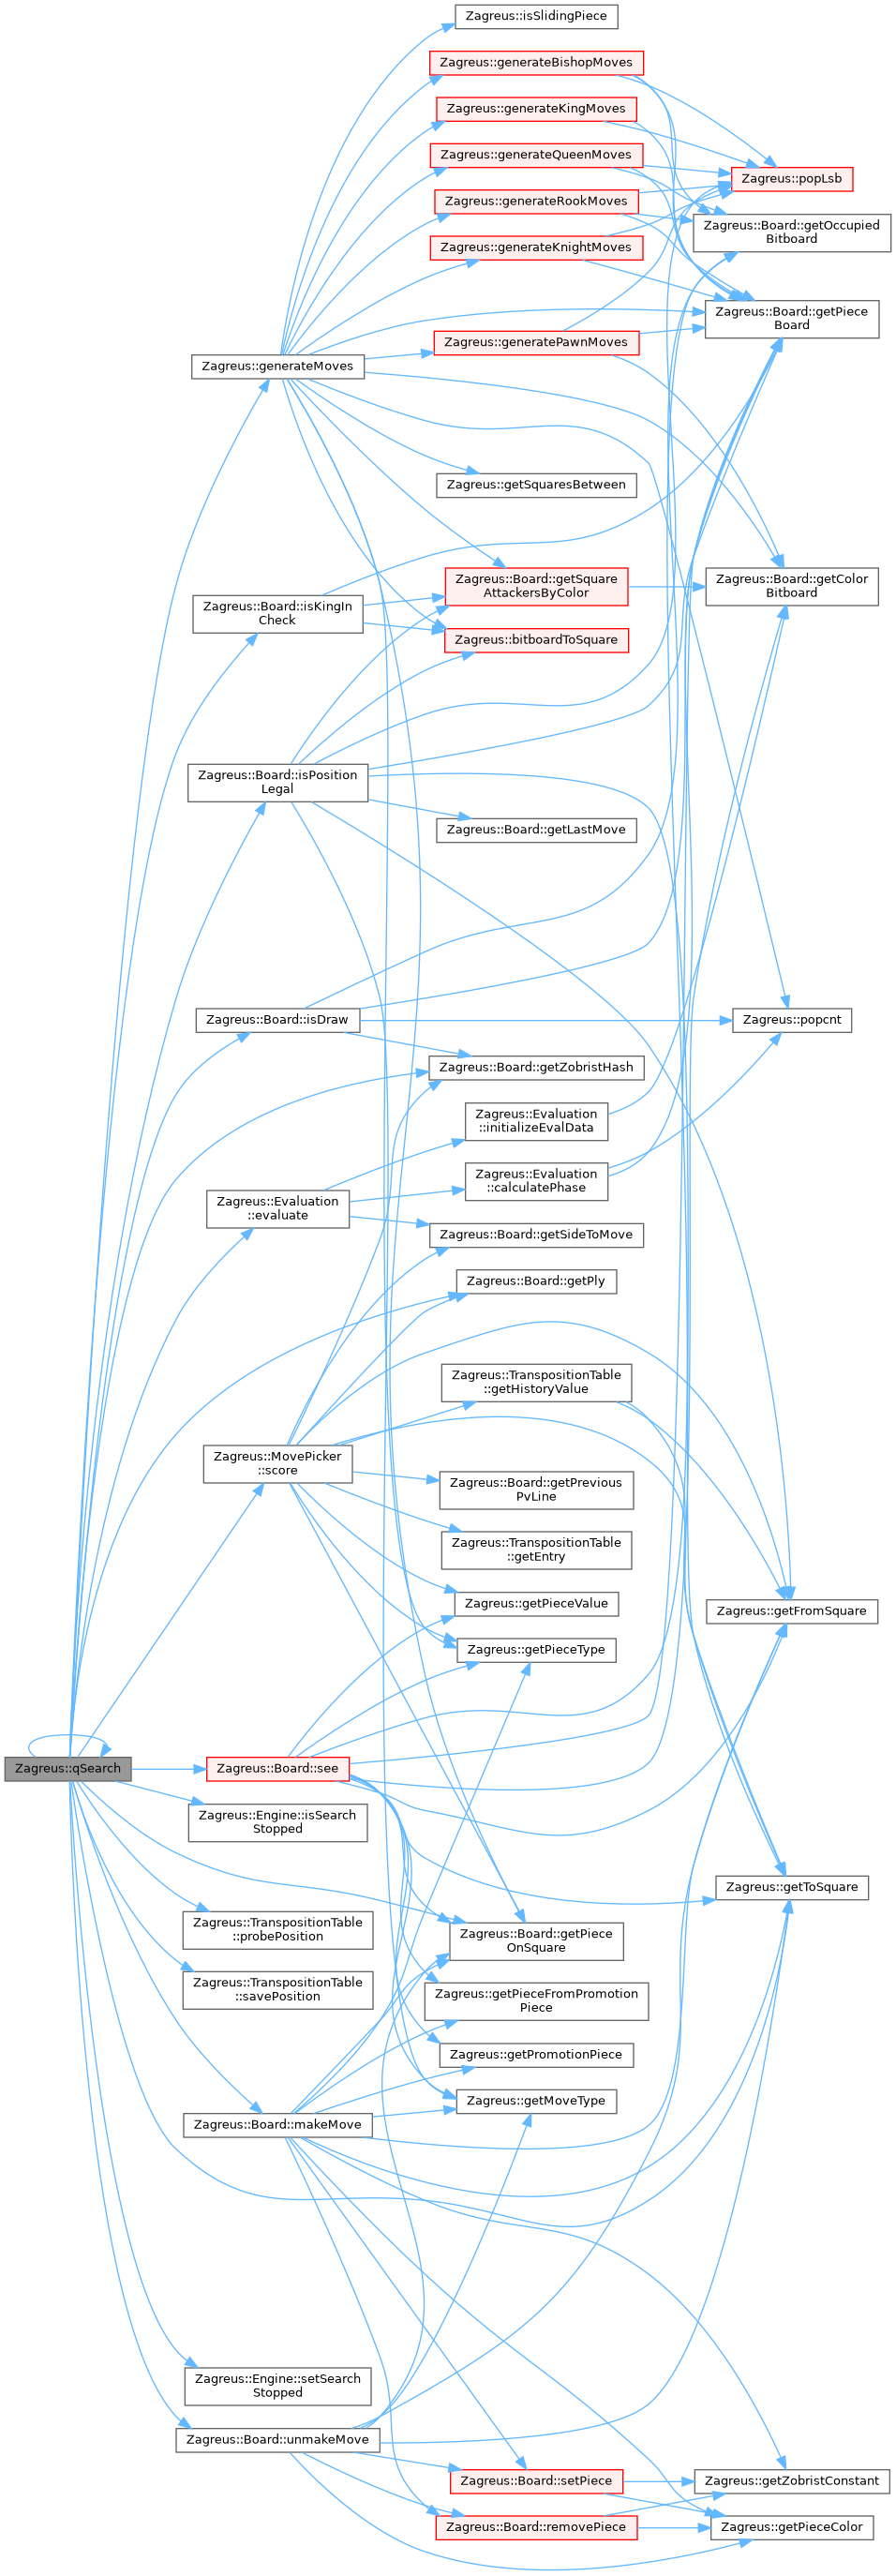 Zagreus::isSlidingPiece
Zagreus::generateBishopMoves
Zagreus::generateKingMoves
Zagreus::generateQueenMoves
Zagreus::popLsb
Zagreus::generateRookMoves
Zagreus::Board::getOccupied
Bitboard
Zagreus::generateKnightMoves
Zagreus::Board::getPiece
Board
Zagreus::generatePawnMoves
Zagreus::generateMoves
Zagreus::getSquaresBetween
Zagreus::Board::getSquare
AttackersByColor
Zagreus::Board::getColor
Bitboard
Zagreus::Board::isKingIn
Check
Zagreus::bitboardToSquare
Zagreus::Board::isPosition
Legal
Zagreus::Board::getLastMove
Zagreus::Board::isDraw
Zagreus::popcnt
Zagreus::Board::getZobristHash
Zagreus::Evaluation
::initializeEvalData
Zagreus::Evaluation
::calculatePhase
Zagreus::Evaluation
::evaluate
Zagreus::Board::getSideToMove
Zagreus::Board::getPly
Zagreus::TranspositionTable
::getHistoryValue
Zagreus::MovePicker
::score
Zagreus::Board::getPrevious
PvLine
Zagreus::TranspositionTable
::getEntry
Zagreus::getPieceValue
Zagreus::getFromSquare
Zagreus::getPieceType
Zagreus::qSearch
Zagreus::Board::see
Zagreus::Engine::isSearch
Stopped
Zagreus::getToSquare
Zagreus::TranspositionTable
::probePosition
Zagreus::Board::getPiece
OnSquare
Zagreus::TranspositionTable
::savePosition
Zagreus::getPieceFromPromotion
Piece
Zagreus::getPromotionPiece
Zagreus::getMoveType
Zagreus::Board::makeMove
Zagreus::Engine::setSearch
Stopped
Zagreus::Board::unmakeMove
Zagreus::Board::setPiece
Zagreus::getZobristConstant
Zagreus::Board::removePiece
Zagreus::getPieceColor